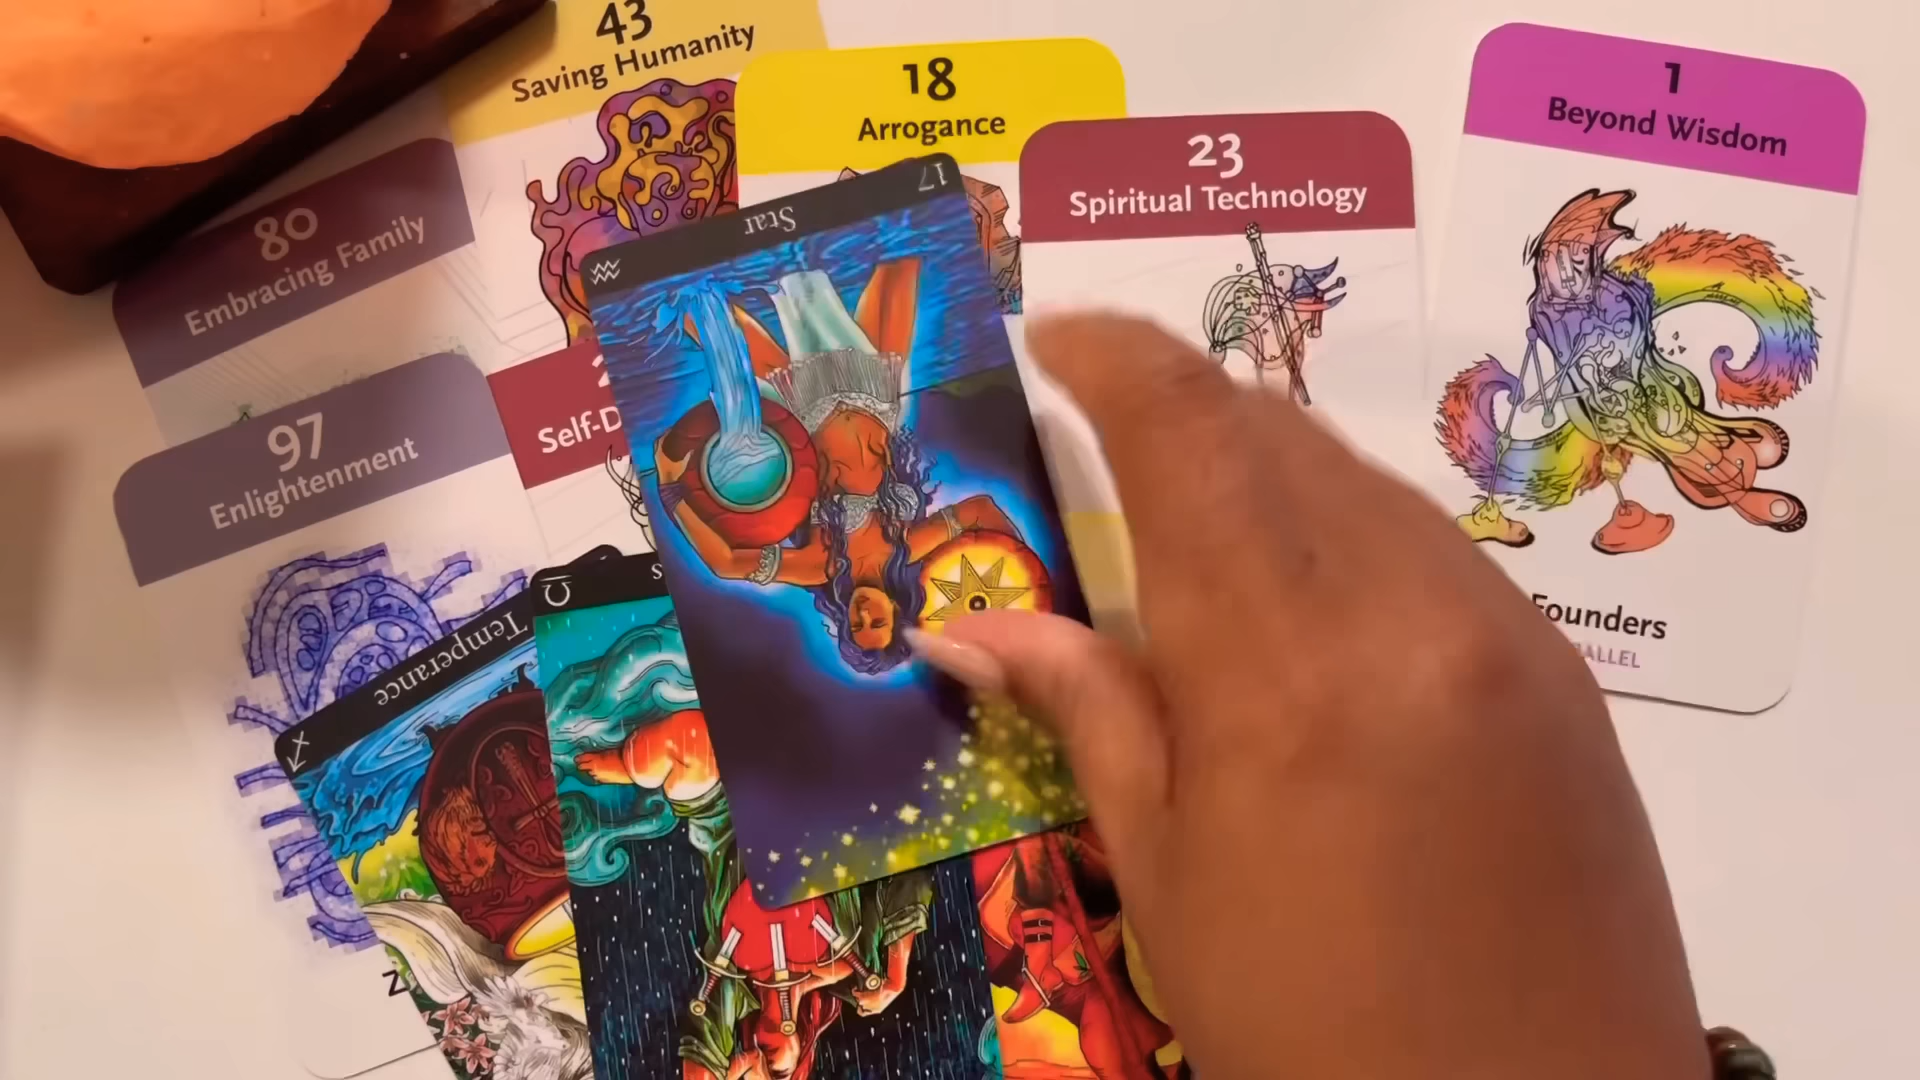 43
Saving Humanity
18
Arrogance
23
Spiritual Technology
1
Beyond Wisdom
80
Embracing Family
17
Star
97
Enlightenment
Self-D
s
Temperance
Founders
ALLEL
Z